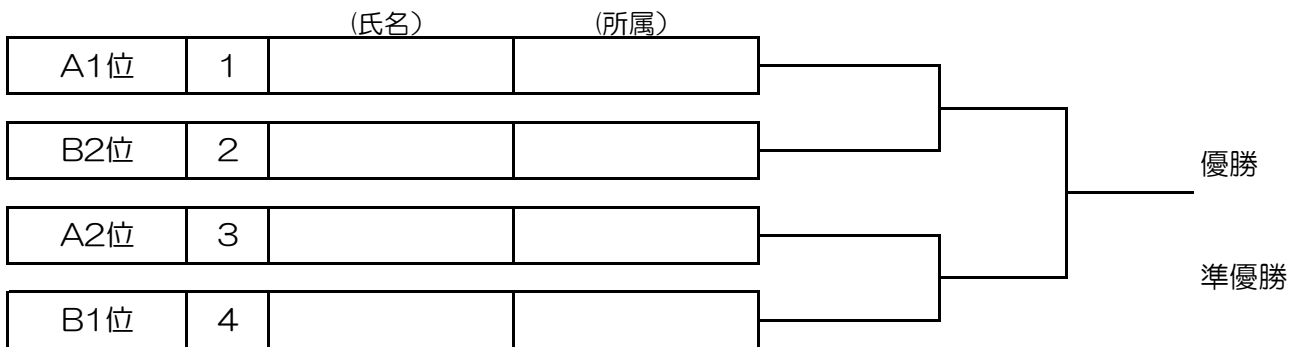 (氏名) (所属)
A1位 1
B2位 2
優勝
A2位 3
準優勝
B1位 4